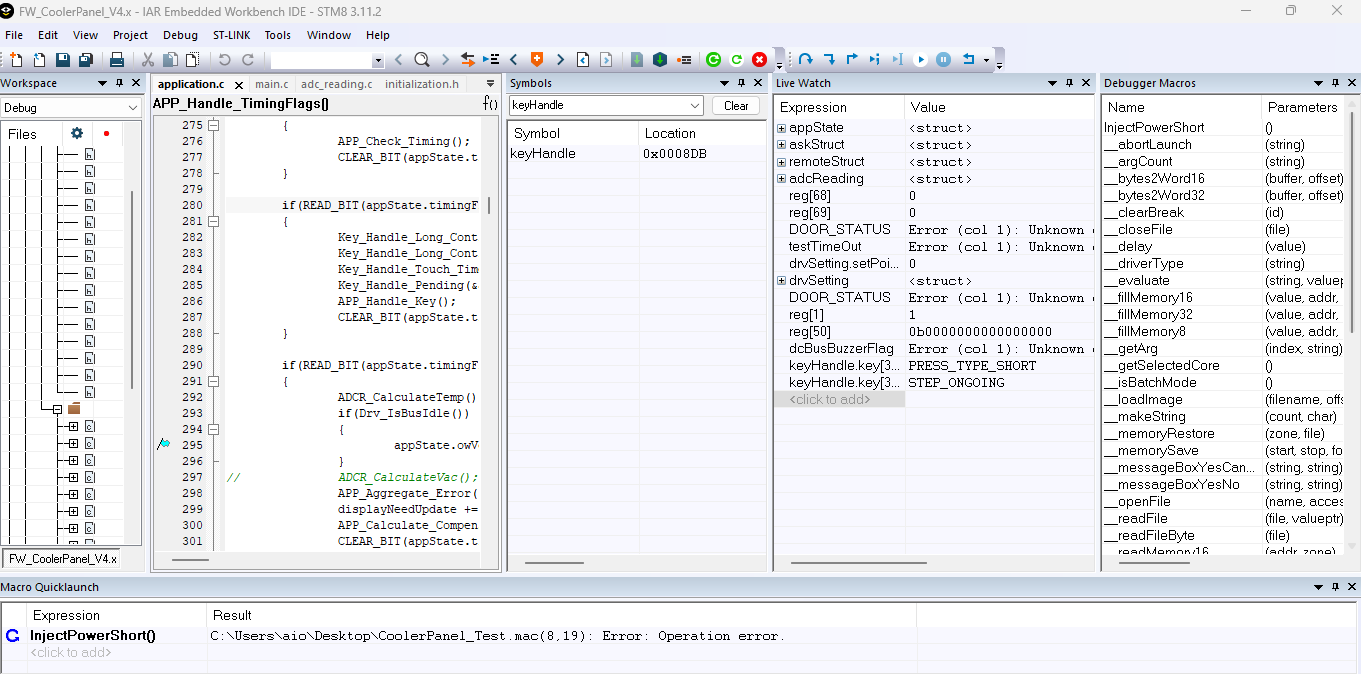 FW_CoolerPanel_V4.x - IAR Embedded Workbench IDE - STM8 3.11.2
File Edit View Project Debug ST-LINK Tools Window Help
Workspace
Debug
Files
FW_CoolerPanel_V4.x
application.c main.c adc_reading.c initialization.h
APP_Handle_TimingFlags() f()
275 {
276 APP_Check_Timing();
277 CLEAR_BIT(appState.t
278 }
279
280 if(READ_BIT(appState.timingF
281 {
282 Key_Handle_Long_Cont
283 Key_Handle_Long_Cont
284 Key_Handle_Touch_Tim
285 Key_Handle_Pending(&
286 APP_Handle_Key();
287 CLEAR_BIT(appState.t
288 }
289
290 if(READ_BIT(appState.timingF
291 {
292 ADCR_CalculateTemp()
293 if(Drv_IsBusIdle())
294 {
295 appState.owV
296 }
297 // ADCR_CalculateVac();
298 APP_Aggregate_Error(
299 displayNeedUpdate +=
300 APP_Calculate_Compen
301 CLEAR_BIT(appState.t
Symbols
keyHandle Clear
Symbol Location
keyHandle 0x0008DB
Live Watch
Expression Value
appState <struct>
askStruct <struct>
remoteStruct <struct>
adcReading <struct>
reg[68] 0
reg[69] 0
DOOR_STATUS Error (col 1): Unknown
testTimeOut Error (col 1): Unknown
drvSetting.setPoi... 0
drvSetting <struct>
DOOR_STATUS Error (col 1): Unknown
reg[1] 1
reg[50] 0b0000000000000000
dcBusBuzzerFlag Error (col 1): Unknown
keyHandle.key[3... PRESS_TYPE_SHORT
keyHandle.key[3... STEP_ONGOING
<click to add>
Debugger Macros
Name Parameters
InjectPowerShort ()
__abortLaunch (string)
__argCount (string)
__bytes2Word16 (buffer, offset)
__bytes2Word32 (buffer, offset)
__clearBreak (id)
__closeFile (file)
__delay (value)
__driverType (string)
__evaluate (string, valuep
__fillMemory16 (value, addr,
__fillMemory32 (value, addr,
__fillMemory8 (value, addr,
__getArg (index, string)
__getSelectedCore ()
__isBatchMode ()
__loadImage (filename, offs
__makeString (count, char)
__memoryRestore (zone, file)
__memorySave (start, stop, fo
__messageBoxYesCan... (string, string)
__messageBoxYesNo (string, string)
__openFile (name, acces
__readFile (file, valueptr)
__readFileByte (file)
__readMemory16 (addr, zone)
Macro Quicklaunch
Expression Result
InjectPowerShort() C:\Users\aio\Desktop\CoolerPanel_Test.mac(8,19): Error: Operation error.
<click to add>